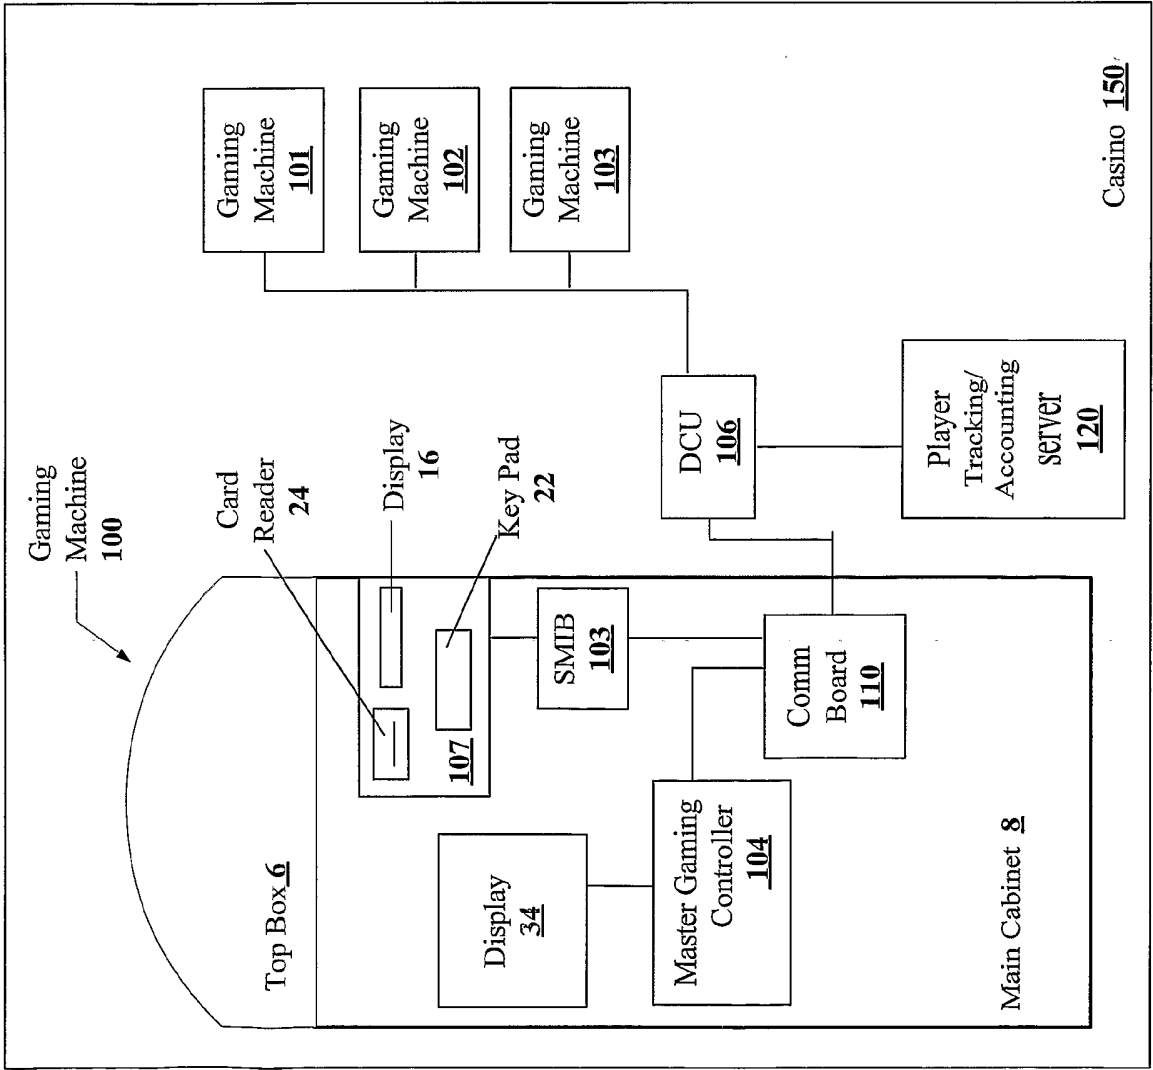 Gaming
Machine
100
Card
Reader
24
Display
16
Key Pad
22
Gaming
Machine
101
Gaming
Machine
102
Gaming
Machine
103
Top Box 6
107
SMIB
103
DCU
106
Display
34
Master Gaming
Controller
104
Comm
Board
110
Player
Tracking/
Accounting
server
120
Main Cabinet 8
Casino 150